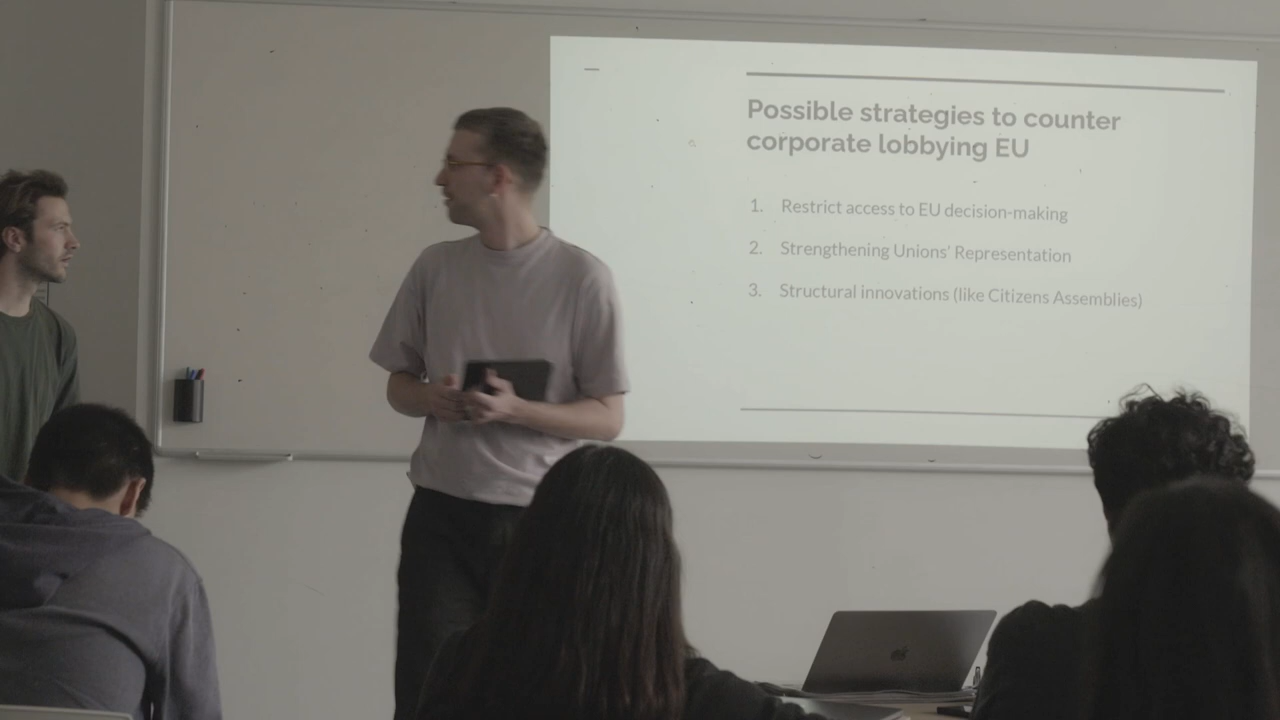 Possible strategies to counter
corporate lobbying EU
1. Restrict access to EU decision-making
2. Strengthening Unions' Representation
3. Structural innovations (like Citizens Assemblies)